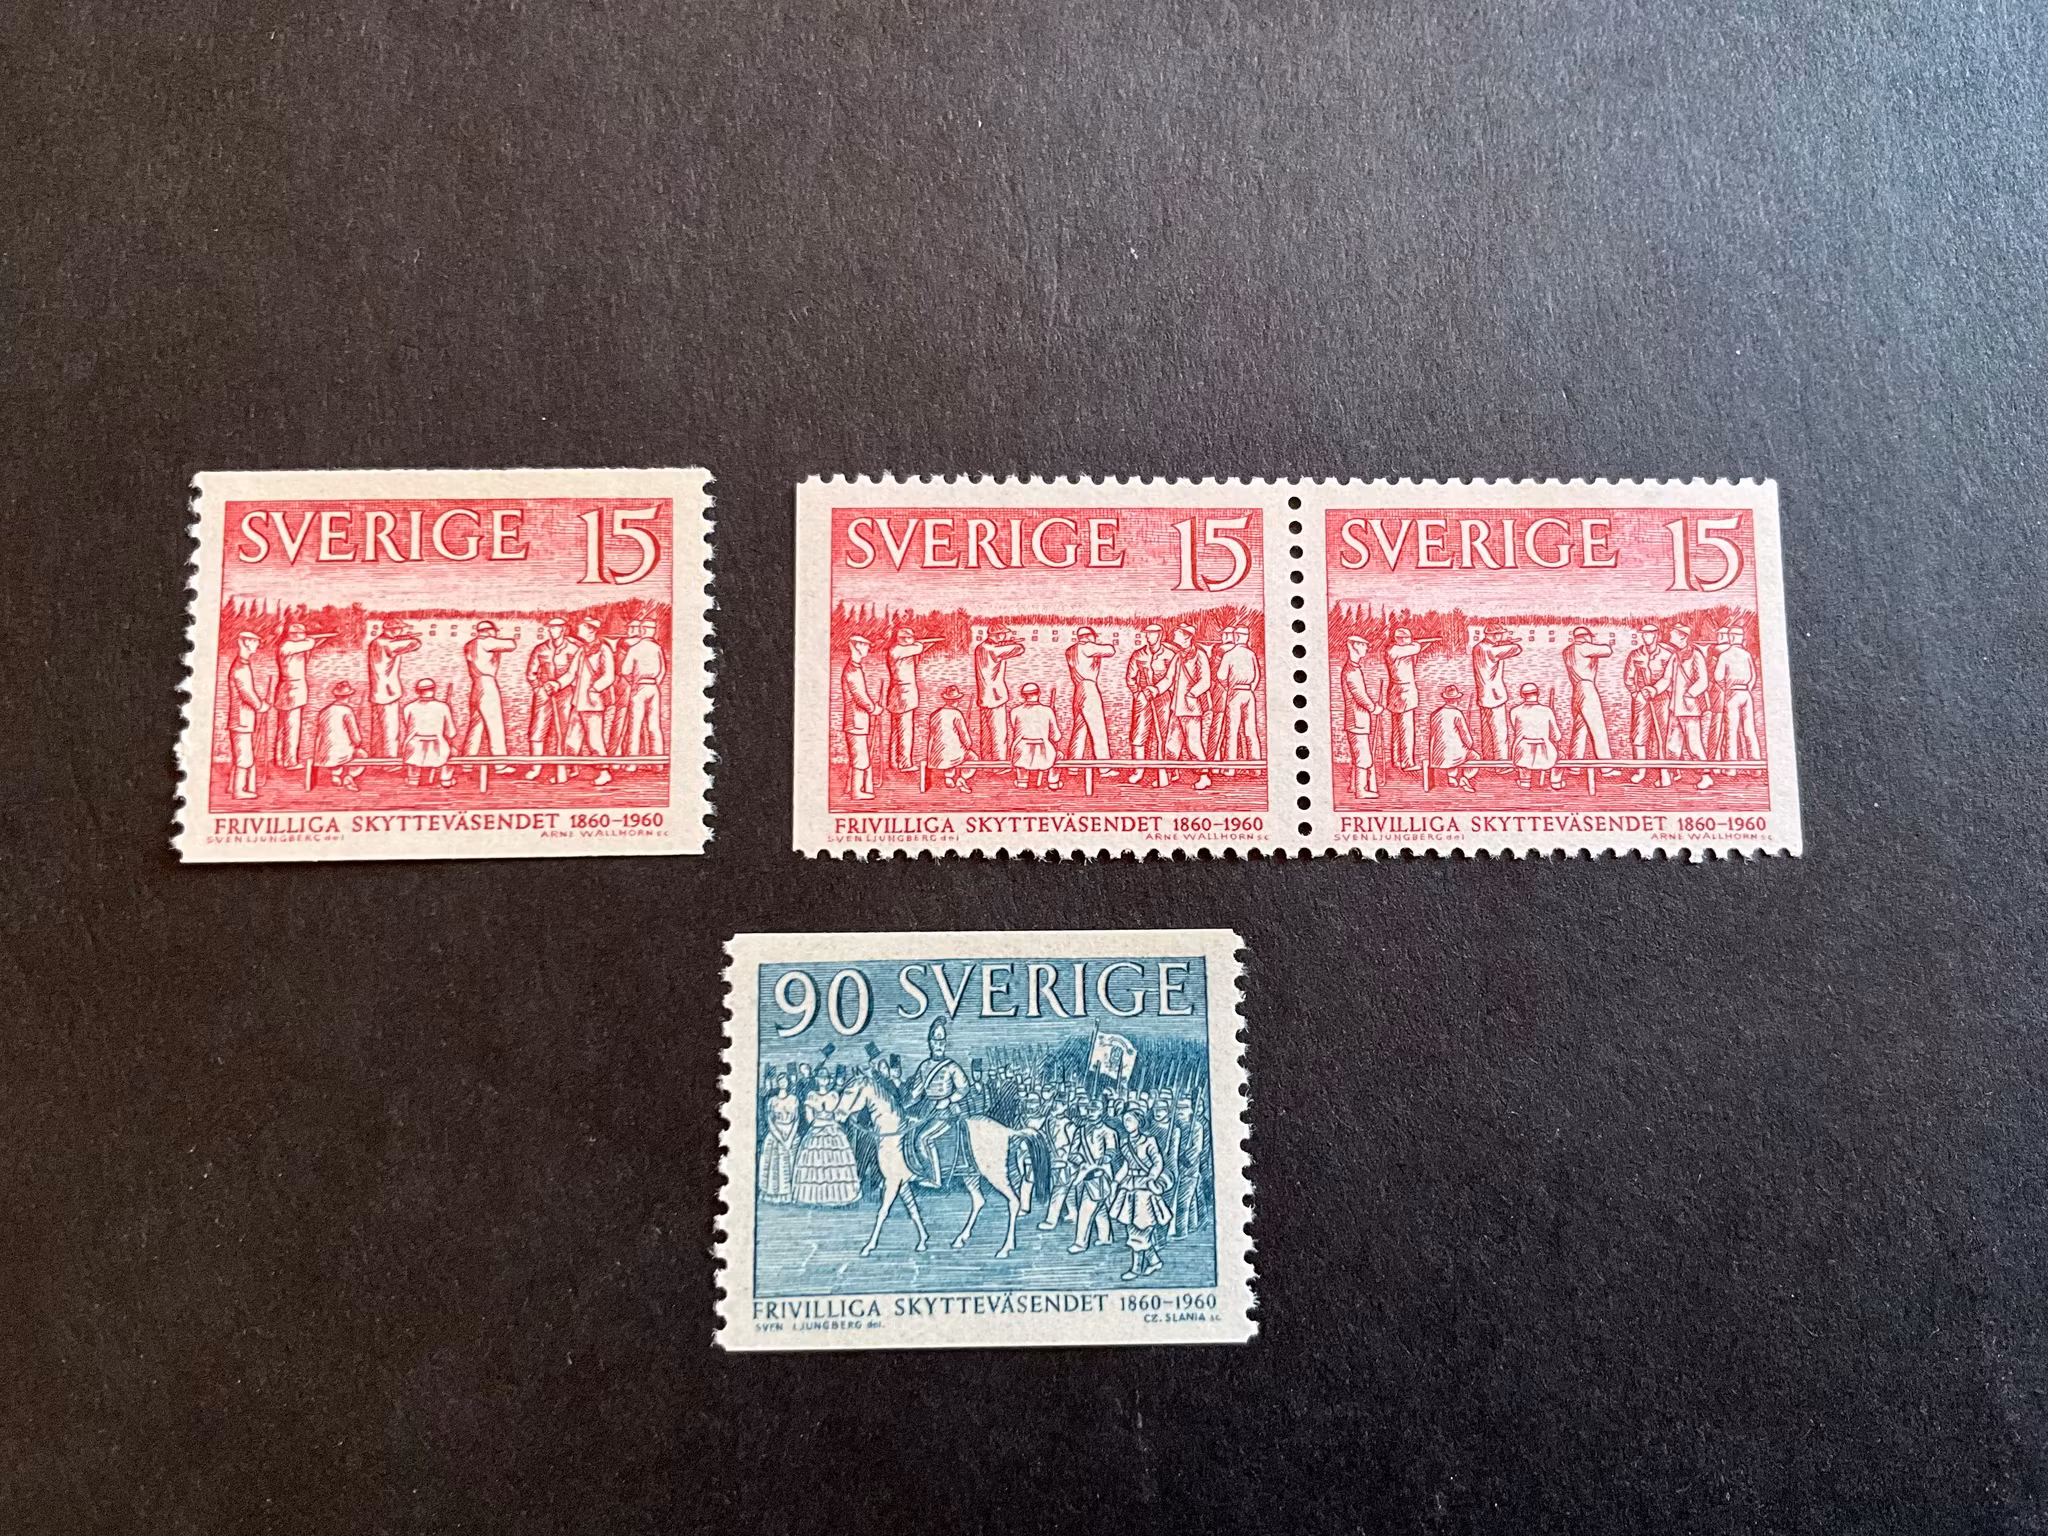 SVERIGE 15
FRIVILLIGA SKYTTEVÄSENDET 1860-1960
SVEN LJUNGBERG del ARNE WALLHORN sc
SVERIGE 15
FRIVILLIGA SKYTTEVÄSENDET 1860-1960
SVEN LJUNGBERG del ARNE WALLHORN sc
SVERIGE 15
FRIVILLIGA SKYTTEVÄSENDET 1860-1960
SVEN LJUNGBERG del ARNE WALLHORN sc
90 SVERIGE
FRIVILLIGA SKYTTEVÄSENDET 1860-1960
SVEN LJUNGBERG del. CZ. SLANIA sc